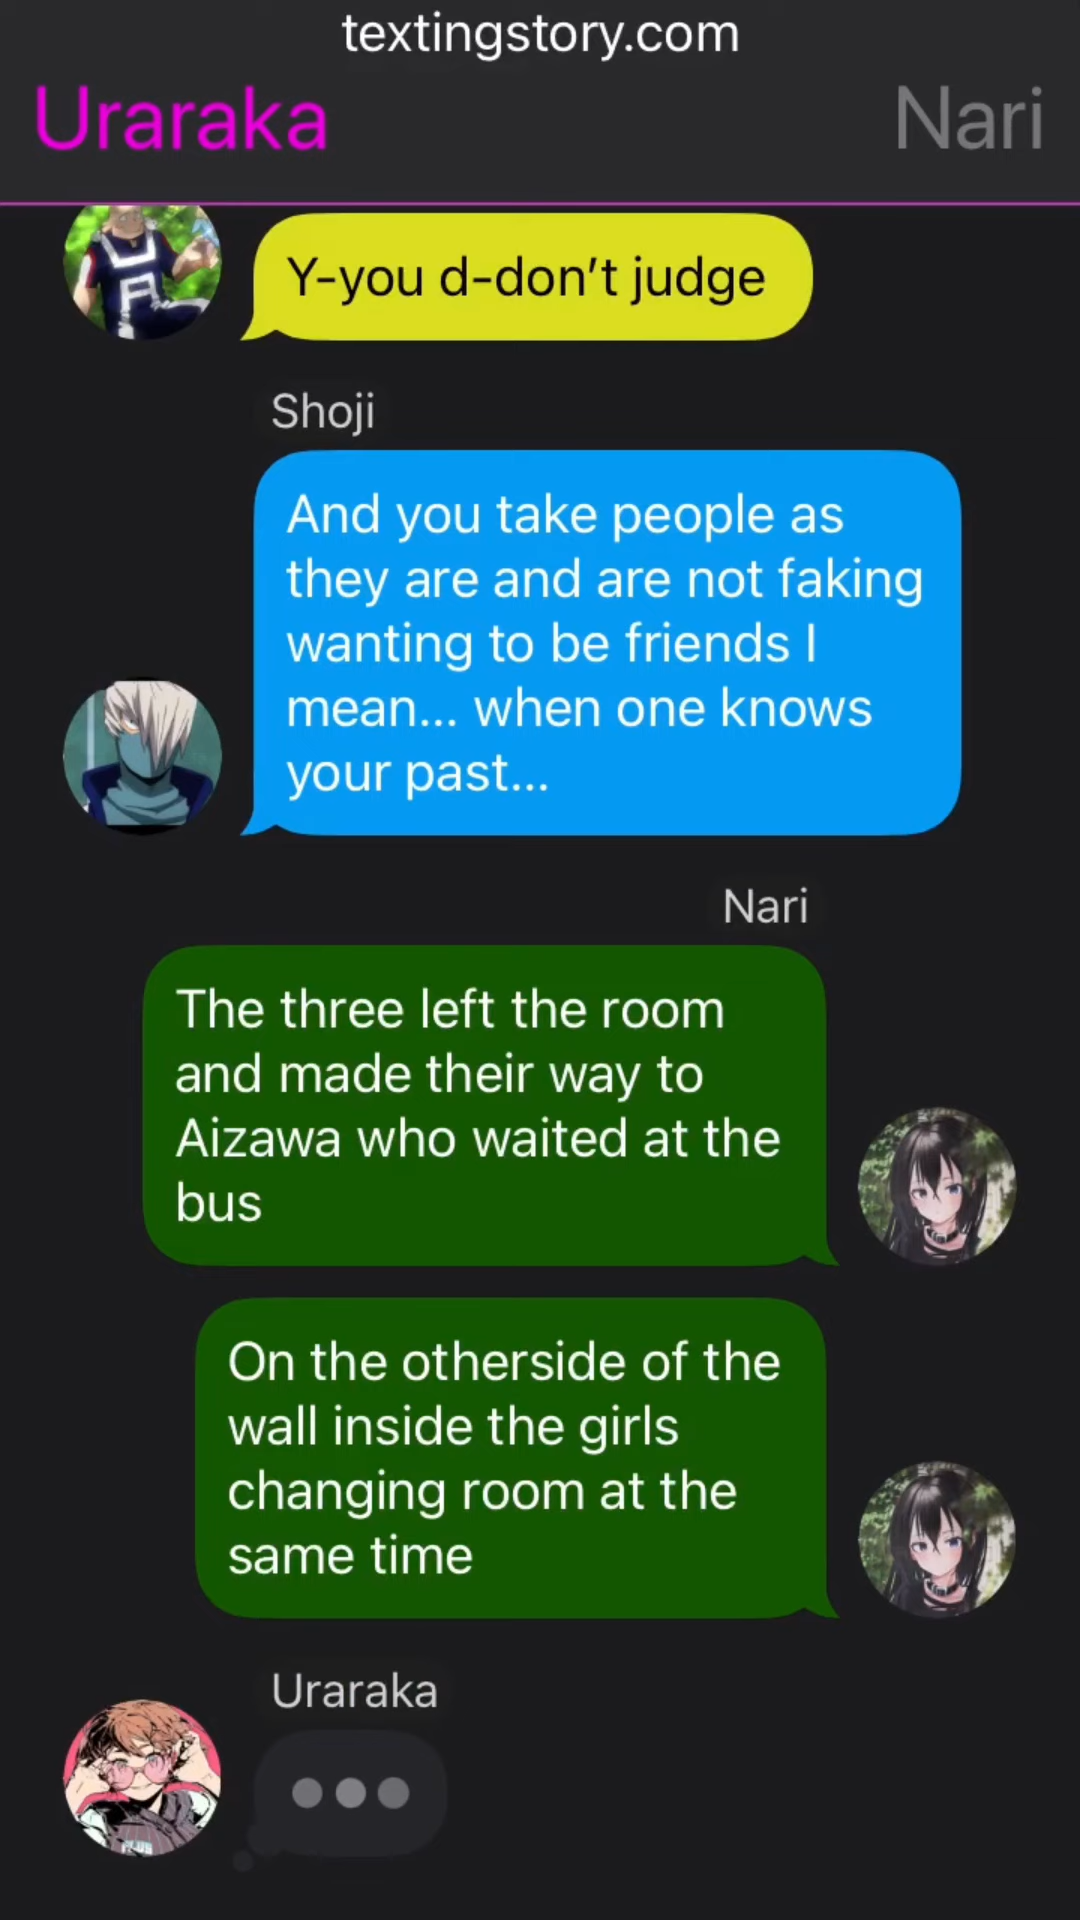 textingstory.com
Uraraka
Nari
Y-you d-don't judge
Shoji
And you take people as
they are and are not faking
wanting to be friends I
mean... when one knows
your past...
Nari
The three left the room
and made their way to
Aizawa who waited at the
bus
On the otherside of the
wall inside the girls
changing room at the
same time
Uraraka